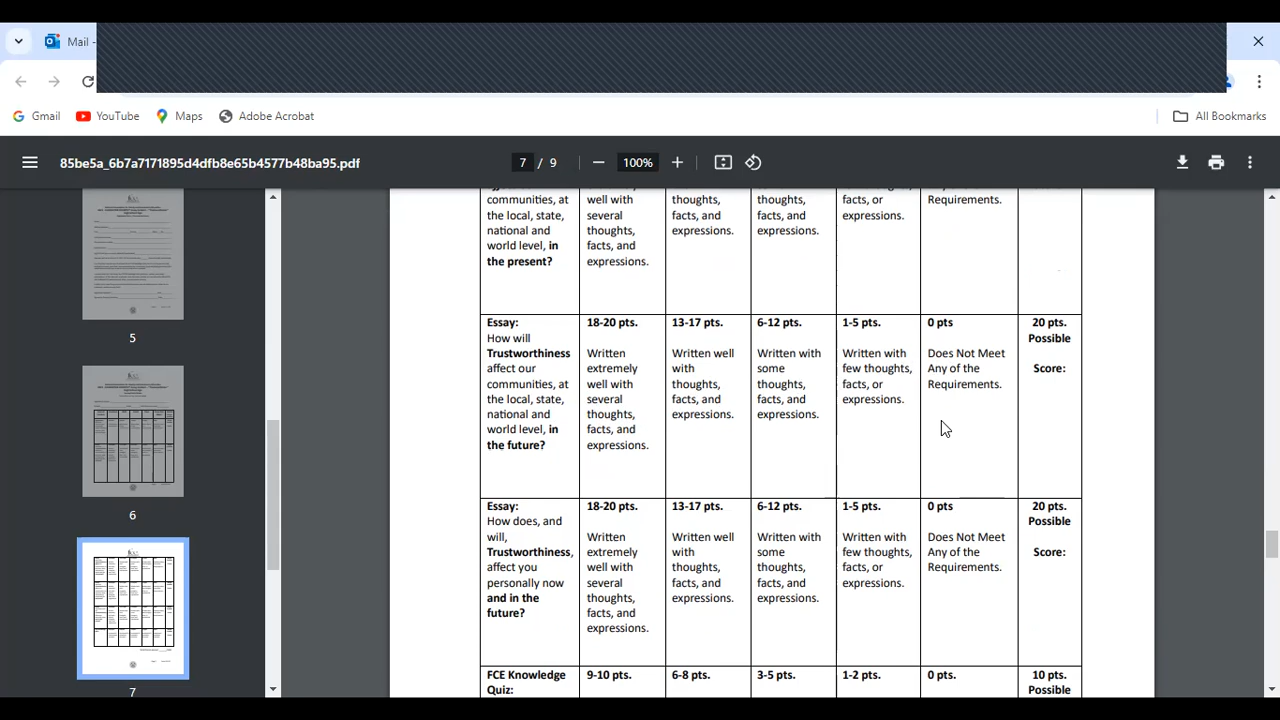 Mail -
Gmail
YouTube
Maps
Adobe Acrobat
All Bookmarks
85be5a_6b7a7171895d4dfb8e65b4577b48ba95.pdf
7 / 9
100%
5
6
7
communities, at
the local, state,
national and
world level, in
the present?
well with
several
thoughts,
facts, and
expressions.
thoughts,
facts, and
expressions.
thoughts,
facts, and
expressions.
facts, or
expressions.
Requirements.
Essay:
How will
Trustworthiness
affect our
communities, at
the local, state,
national and
world level, in
the future?
18-20 pts.
Written
extremely
well with
several
thoughts,
facts, and
expressions.
13-17 pts.
Written well
with
thoughts,
facts, and
expressions.
6-12 pts.
Written with
some
thoughts,
facts, and
expressions.
1-5 pts.
Written with
few thoughts,
facts, or
expressions.
0 pts
Does Not Meet
Any of the
Requirements.
20 pts.
Possible
Score:
Essay:
How does, and
will,
Trustworthiness,
affect you
personally now
and in the
future?
18-20 pts.
Written
extremely
well with
several
thoughts,
facts, and
expressions.
13-17 pts.
Written well
with
thoughts,
facts, and
expressions.
6-12 pts.
Written with
some
thoughts,
facts, and
expressions.
1-5 pts.
Written with
few thoughts,
facts, or
expressions.
0 pts
Does Not Meet
Any of the
Requirements.
20 pts.
Possible
Score:
FCE Knowledge
Quiz:
9-10 pts.
6-8 pts.
3-5 pts.
1-2 pts.
0 pts.
10 pts.
Possible